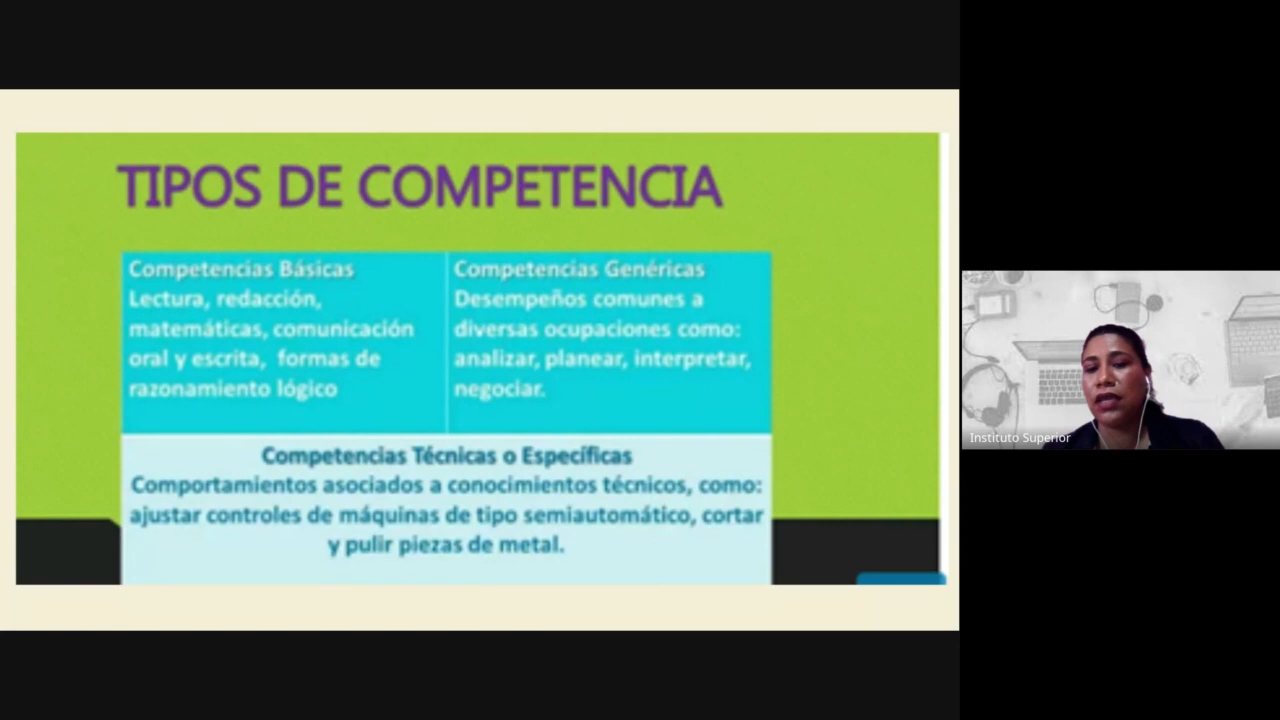 TIPOS DE COMPETENCIA
Competencias Básicas
Lectura, redacción,
matemáticas, comunicación
oral y escrita, formas de
razonamiento lógico
Competencias Genéricas
Desempeños comunes a
diversas ocupaciones como:
analizar, planear, interpretar,
negociar.
Competencias Técnicas o Específicas
Comportamientos asociados a conocimientos técnicos, como:
ajustar controles de máquinas de tipo semiautomático, cortar
y pulir piezas de metal.
Instituto Superior